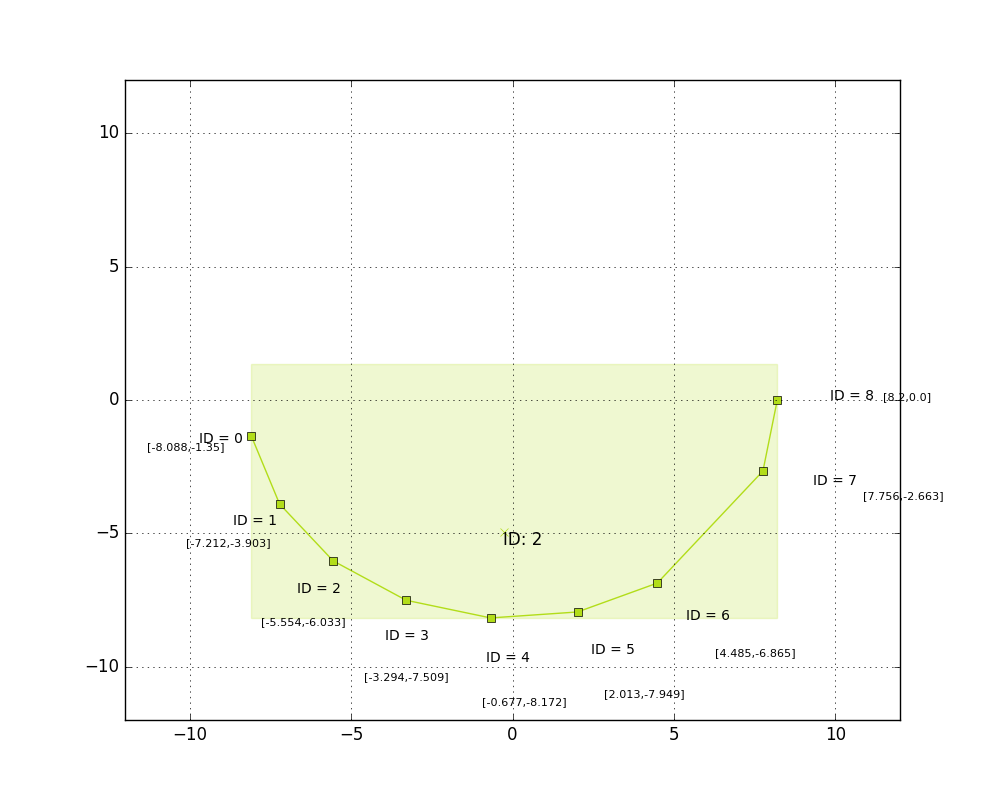 10
5
0
−5
−10
−10
−5
0
5
10
ID = 0
[-8.088,-1.35]
ID = 1
[-7.212,-3.903]
ID = 2
[-5.554,-6.033]
ID = 3
[-3.294,-7.509]
ID = 4
[-0.677,-8.172]
ID = 5
[2.013,-7.949]
ID = 6
[4.485,-6.865]
ID = 7
[7.756,-2.663]
ID = 8
[8.2,0.0]
ID: 2